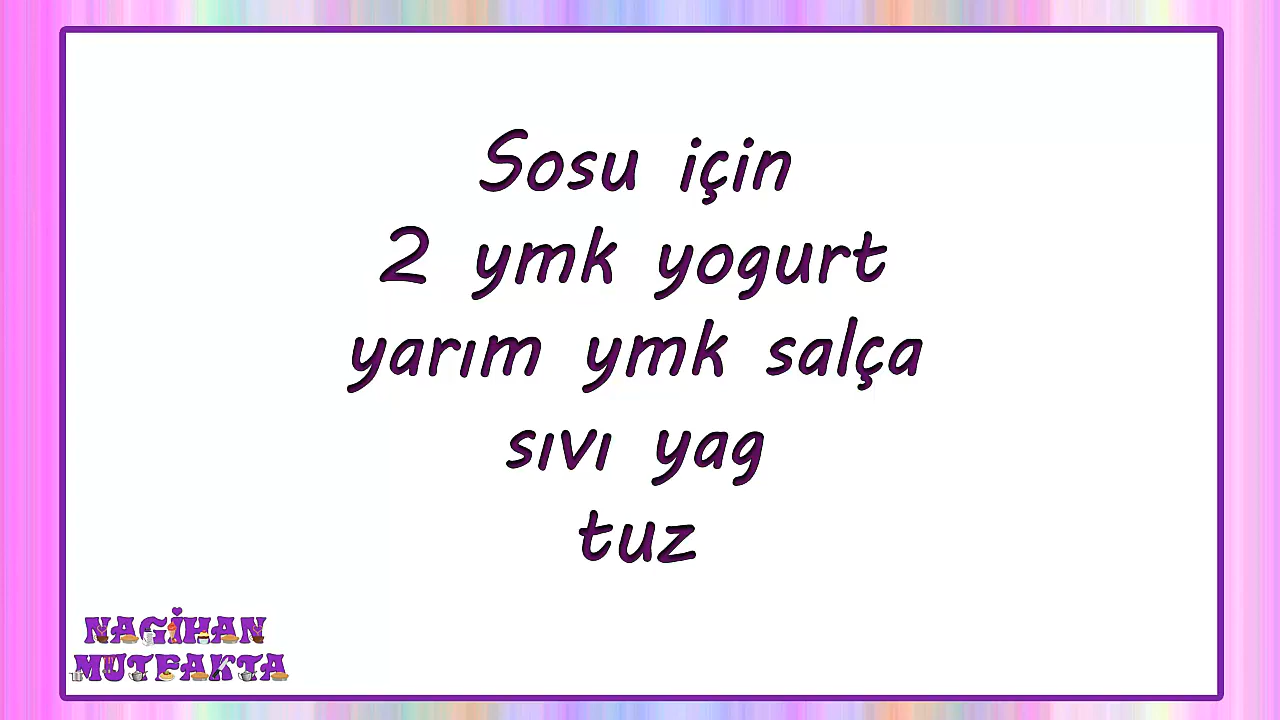 Sosu için
2 ymk yogurt
yarım ymk salça
sıvı yag
tuz
NAGİHAN
MUTFAKTA